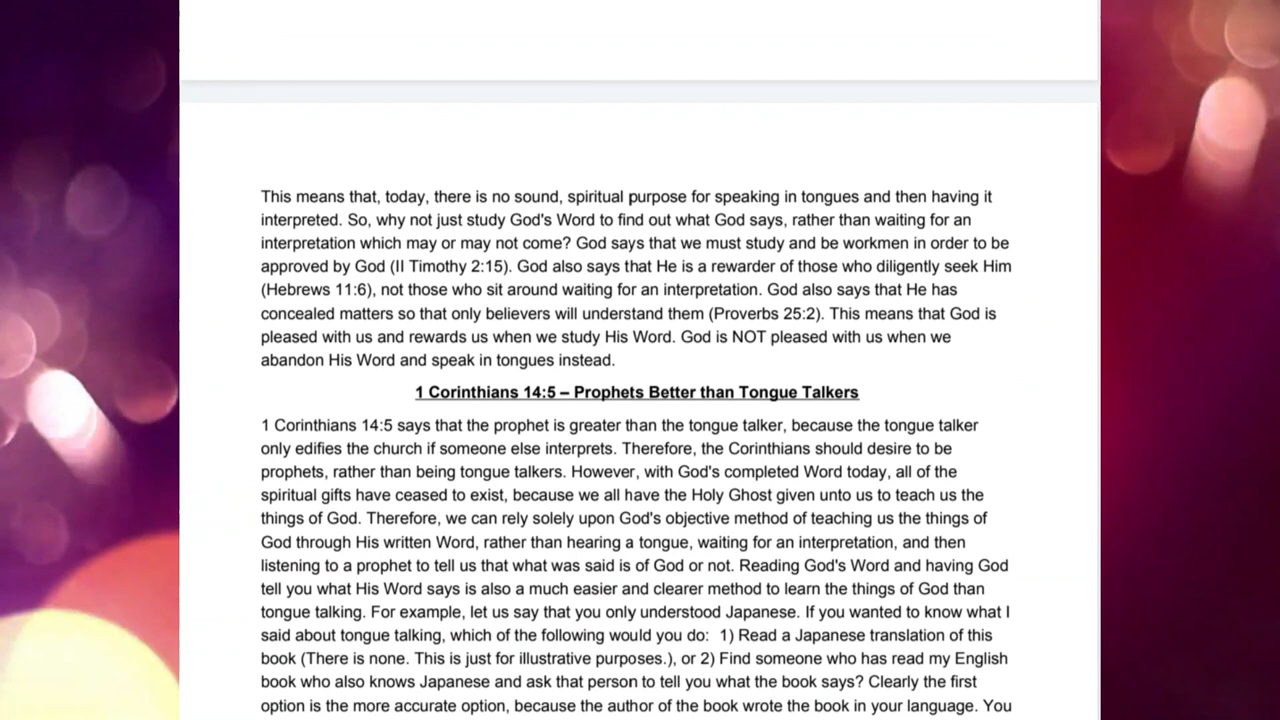 This means that, today, there is no sound, spiritual purpose for speaking in tongues and then having it
interpreted. So, why not just study God's Word to find out what God says, rather than waiting for an
interpretation which may or may not come? God says that we must study and be workmen in order to be
approved by God (II Timothy 2:15). God also says that He is a rewarder of those who diligently seek Him
(Hebrews 11:6), not those who sit around waiting for an interpretation. God also says that He has
concealed matters so that only believers will understand them (Proverbs 25:2). This means that God is
pleased with us and rewards us when we study His Word. God is NOT pleased with us when we
abandon His Word and speak in tongues instead.
1 Corinthians 14:5 – Prophets Better than Tongue Talkers
1 Corinthians 14:5 says that the prophet is greater than the tongue talker, because the tongue talker
only edifies the church if someone else interprets. Therefore, the Corinthians should desire to be
prophets, rather than being tongue talkers. However, with God's completed Word today, all of the
spiritual gifts have ceased to exist, because we all have the Holy Ghost given unto us to teach us the
things of God. Therefore, we can rely solely upon God's objective method of teaching us the things of
God through His written Word, rather than hearing a tongue, waiting for an interpretation, and then
listening to a prophet to tell us that what was said is of God or not. Reading God's Word and having God
tell you what His Word says is also a much easier and clearer method to learn the things of God than
tongue talking. For example, let us say that you only understood Japanese. If you wanted to know what I
said about tongue talking, which of the following would you do: 1) Read a Japanese translation of this
book (There is none. This is just for illustrative purposes.), or 2) Find someone who has read my English
book who also knows Japanese and ask that person to tell you what the book says? Clearly the first
option is the more accurate option, because the author of the book wrote the book in your language. You